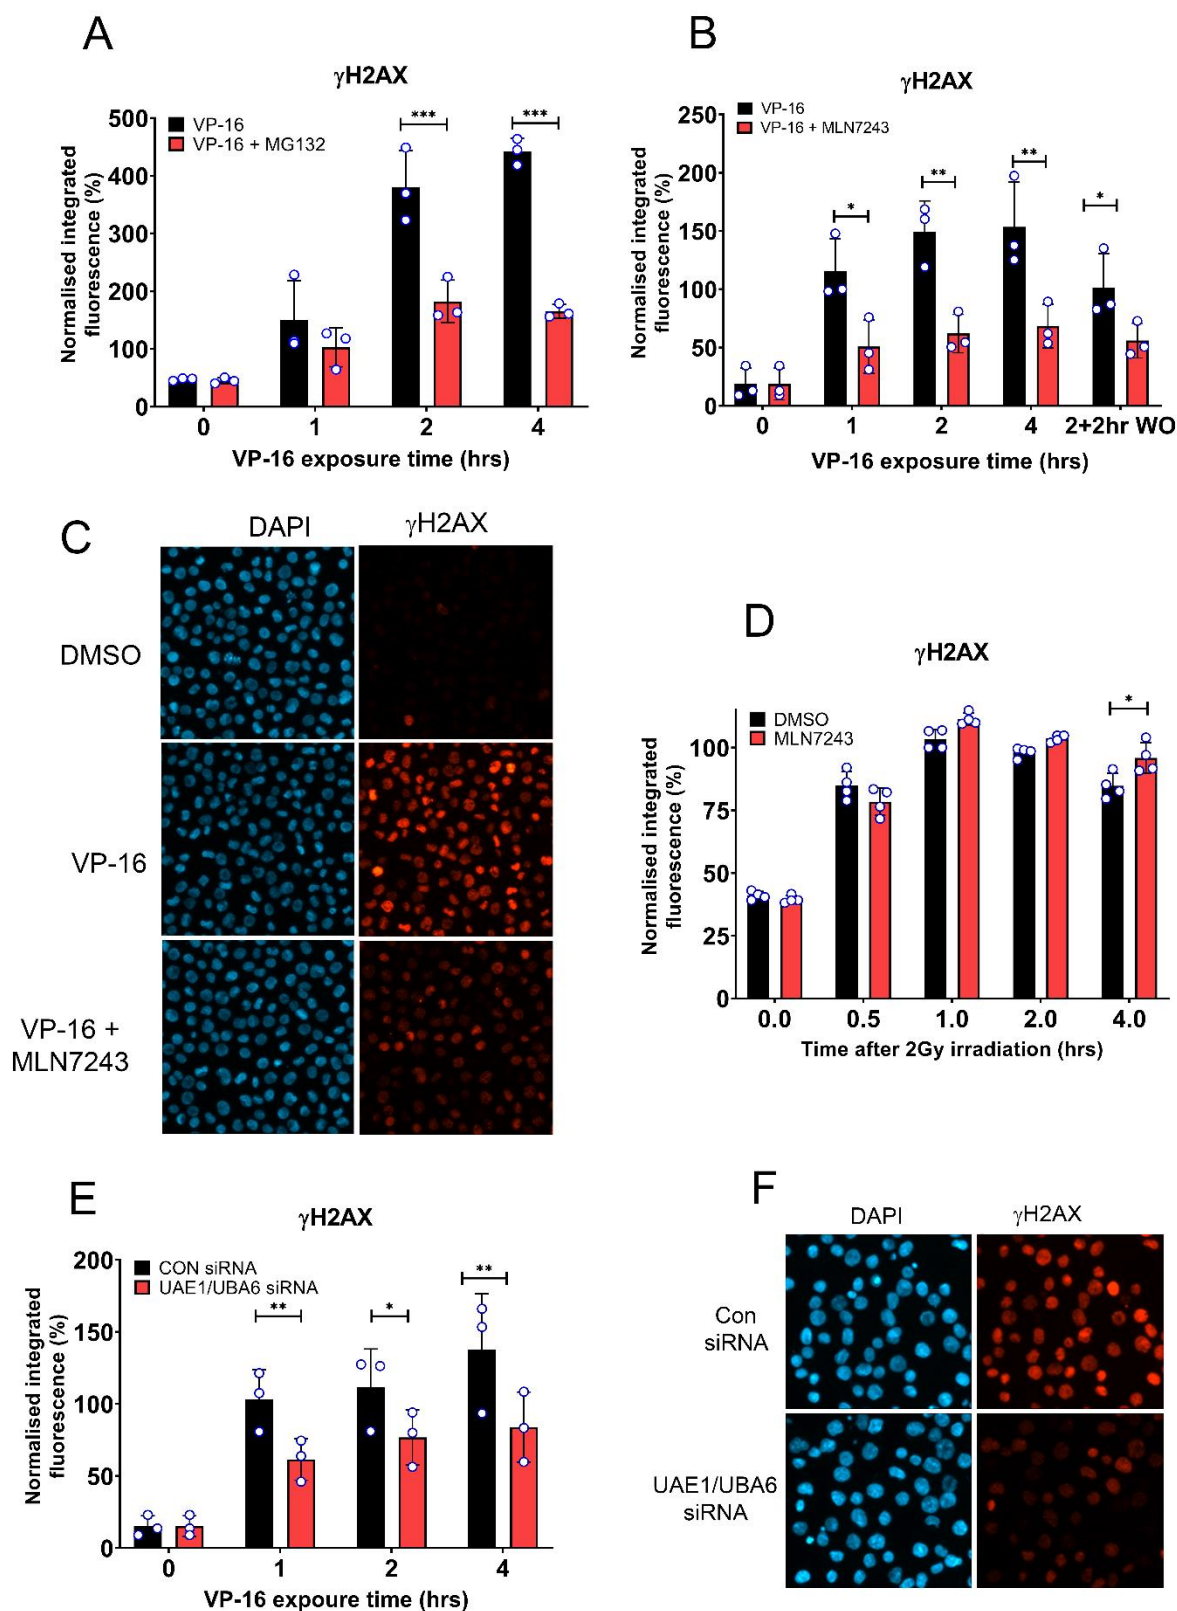 A
γH2AX
VP-16
VP-16 + MG132
***
***
500
400
300
200
100
0
Normalised integrated
fluorescence (%)
0 1 2 4
VP-16 exposure time (hrs)
B
γH2AX
VP-16
VP-16 + MLN7243
*
**
**
*
250
200
150
100
50
0
Normalised integrated
fluorescence (%)
0 1 2 4 2+2hr WO
VP-16 exposure time (hrs)
C
DAPI γH2AX
DMSO
VP-16
VP-16 +
MLN7243
D
γH2AX
DMSO
MLN7243
*
100
75
50
25
0
Normalised integrated
fluorescence (%)
0.0 0.5 1.0 2.0 4.0
Time after 2Gy irradiation (hrs)
E
γH2AX
CON siRNA
UAE1/UBA6 siRNA
**
*
**
200
150
100
50
0
Normalised integrated
fluorescence (%)
0 1 2 4
VP-16 expoure time (hrs)
F
DAPI γH2AX
Con
siRNA
UAE1/UBA6
siRNA